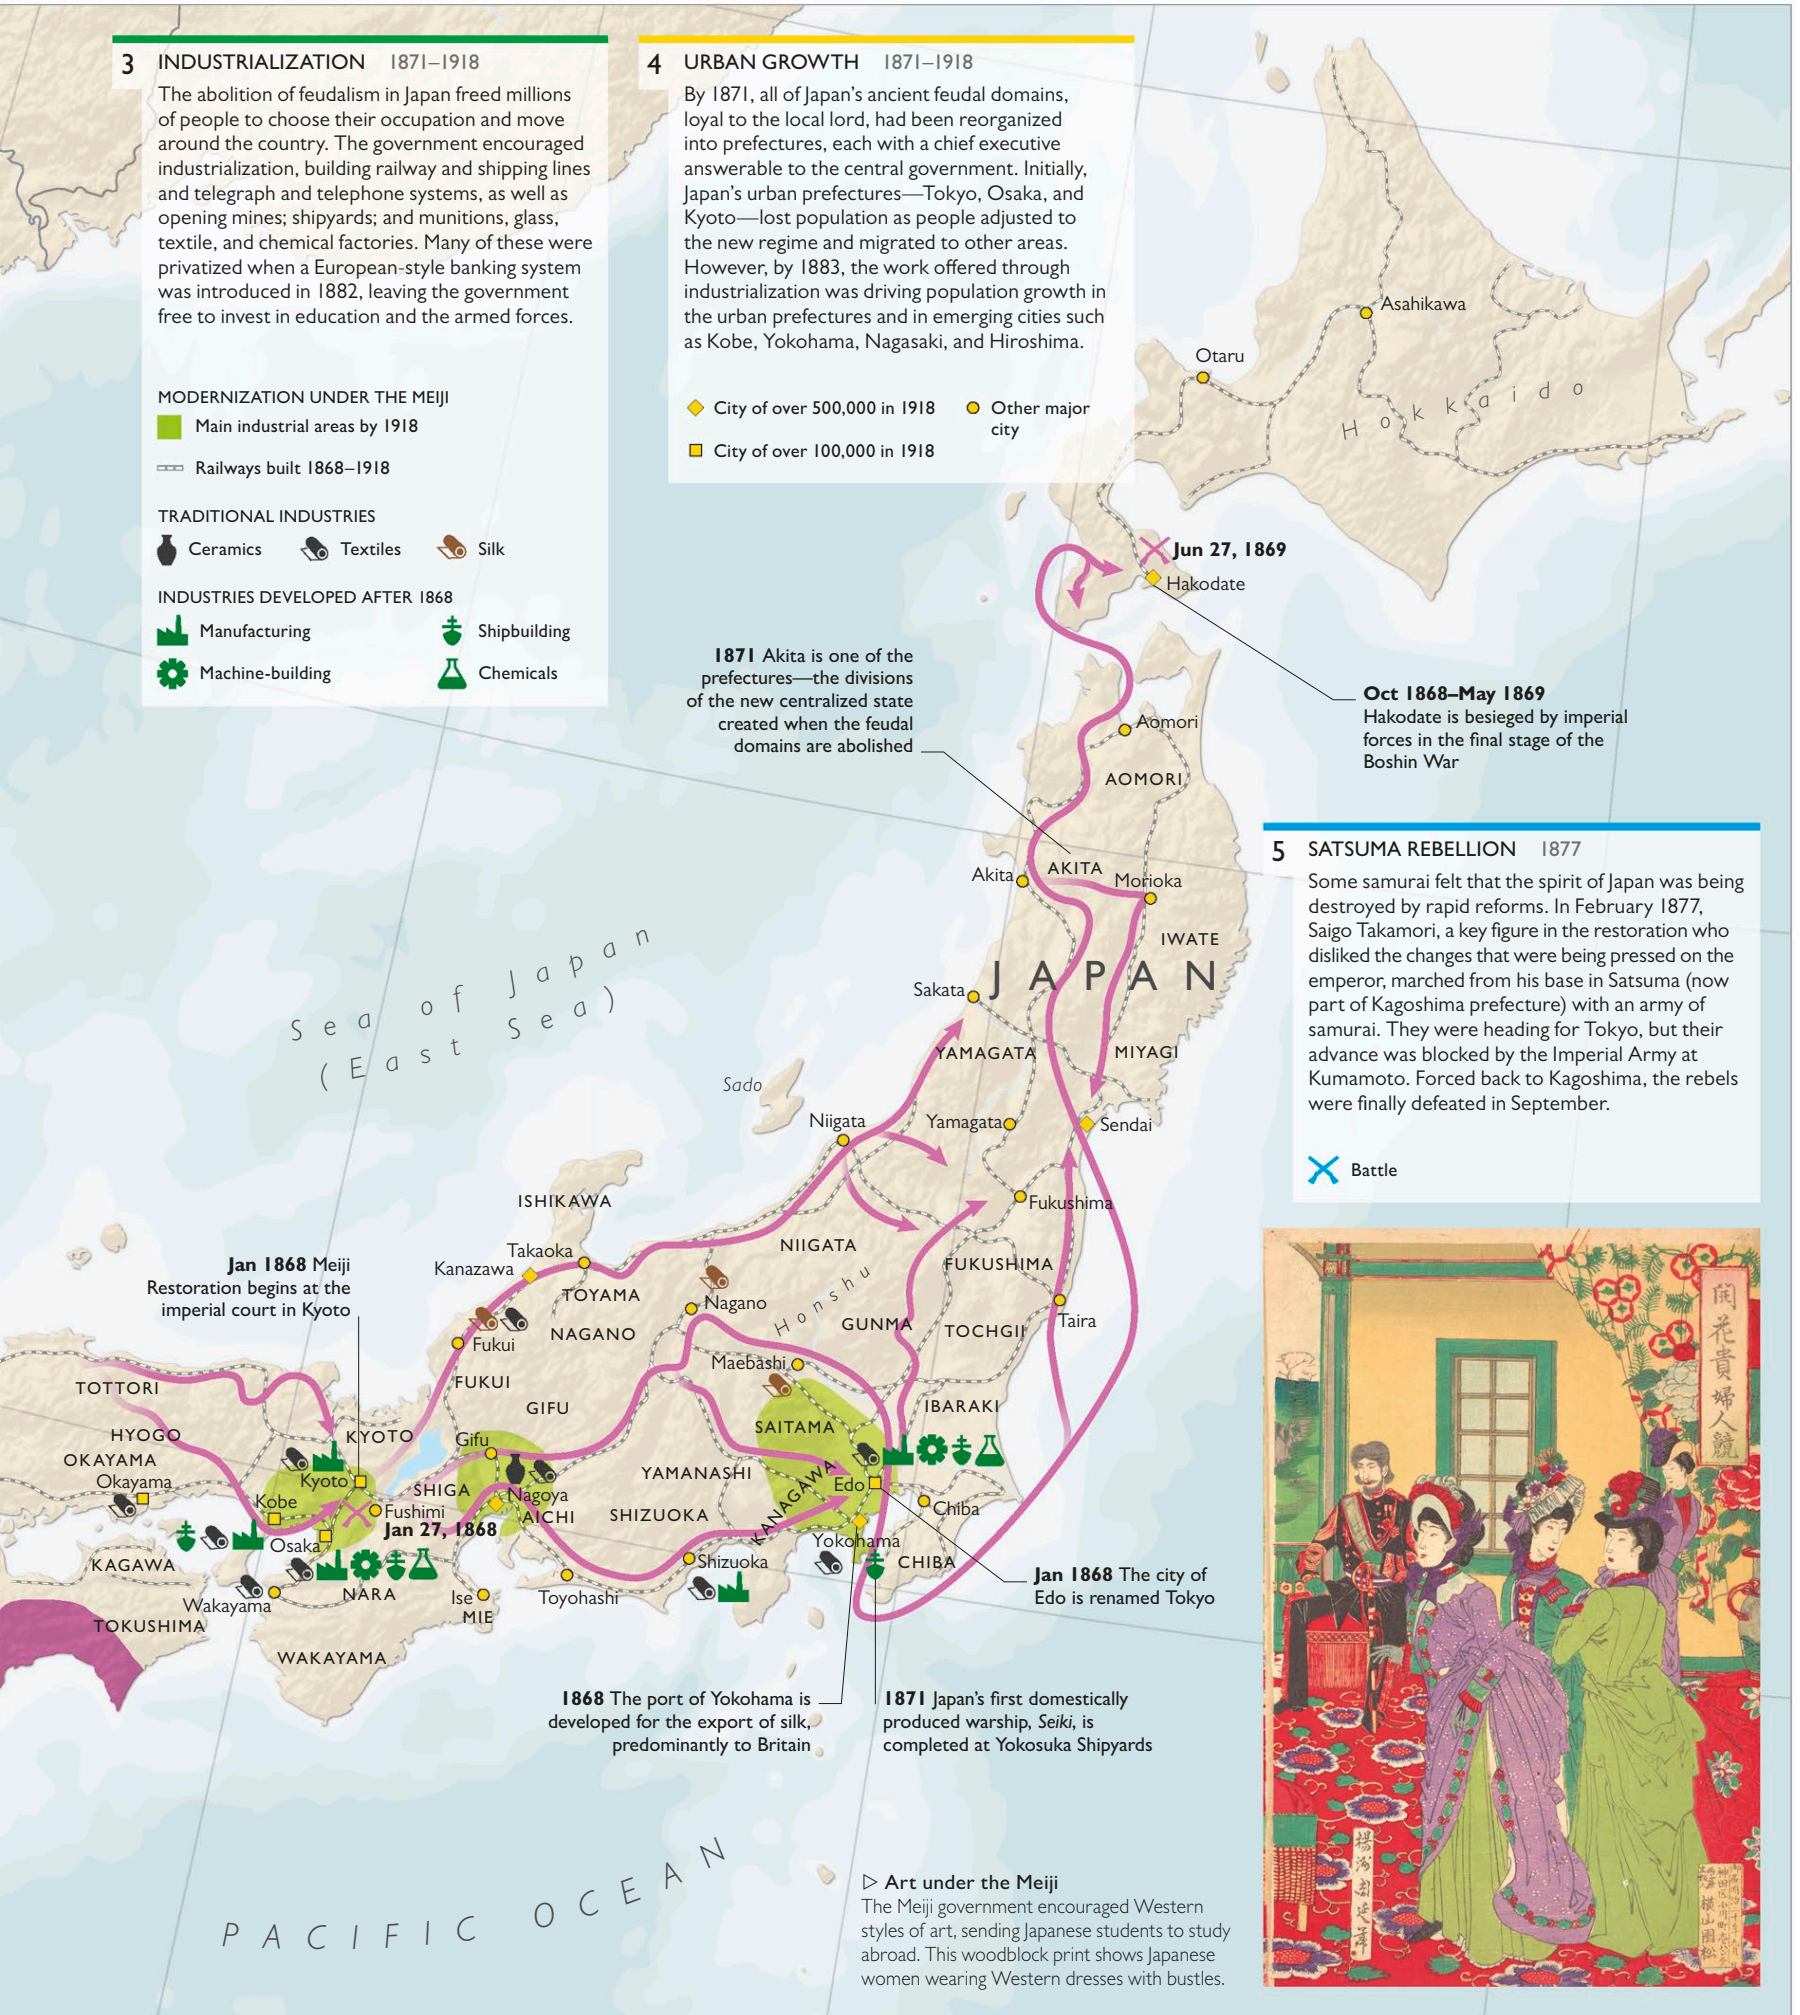 3 INDUSTRIALIZATION 1871–1918
The abolition of feudalism in Japan freed millions
of people to choose their occupation and move
around the country. The government encouraged
industrialization, building railway and shipping lines
and telegraph and telephone systems, as well as
opening mines; shipyards; and munitions, glass,
textile, and chemical factories. Many of these were
privatized when a European-style banking system
was introduced in 1882, leaving the government
free to invest in education and the armed forces.
MODERNIZATION UNDER THE MEIJI
Main industrial areas by 1918
Railways built 1868–1918
TRADITIONAL INDUSTRIES
Ceramics Textiles Silk
INDUSTRIES DEVELOPED AFTER 1868
Manufacturing Shipbuilding
Machine-building Chemicals
4 URBAN GROWTH 1871–1918
By 1871, all of Japan's ancient feudal domains,
loyal to the local lord, had been reorganized
into prefectures, each with a chief executive
answerable to the central government. Initially,
Japan's urban prefectures—Tokyo, Osaka, and
Kyoto—lost population as people adjusted to
the new regime and migrated to other areas.
However, by 1883, the work offered through
industrialization was driving population growth in
the urban prefectures and in emerging cities such
as Kobe, Yokohama, Nagasaki, and Hiroshima.
City of over 500,000 in 1918
Other major
city
City of over 100,000 in 1918
Asahikawa
Otaru
Hokkaido
Jun 27, 1869
Hakodate
1871 Akita is one of the
prefectures—the divisions
of the new centralized state
created when the feudal
domains are abolished
Oct 1868–May 1869
Hakodate is besieged by imperial
forces in the final stage of the
Boshin War
Aomori
AOMORI
Akita
AKITA
Morioka
IWATE
JAPAN
Sakata
YAMAGATA
MIYAGI
5 SATSUMA REBELLION 1877
Some samurai felt that the spirit of Japan was being
destroyed by rapid reforms. In February 1877,
Saigo Takamori, a key figure in the restoration who
disliked the changes that were being pressed on the
emperor, marched from his base in Satsuma (now
part of Kagoshima prefecture) with an army of
samurai. They were heading for Tokyo, but their
advance was blocked by the Imperial Army at
Kumamoto. Forced back to Kagoshima, the rebels
were finally defeated in September.
Battle
Sea of Japan
(East Sea)
Sado
Niigata
Yamagata
Sendai
Fukushima
ISHIKAWA
NIIGATA
FUKUSHIMA
Takaoka
Kanazawa
TOYAMA
Jan 1868 Meiji
Restoration begins at the
imperial court in Kyoto
Nagano
Honshu
GUNMA
TOCHGII
Taira
NAGANO
Fukui
Maebashi
FUKUI
TOTTORI
GIFU
IBARAKI
SAITAMA
HYOGO
KYOTO
Gifu
OKAYAMA
Okayama
Kyoto
SHIGA
YAMANASHI
KANAGAWA
Edo
Kobe
Fushimi
Nagoya
AICHI
SHIZUOKA
Chiba
Jan 27, 1868
Osaka
Yokohama
CHIBA
KAGAWA
Shizuoka
NARA
Wakayama
Ise
MIE
Toyohashi
TOKUSHIMA
WAKAYAMA
Jan 1868 The city of
Edo is renamed Tokyo
1868 The port of Yokohama is
developed for the export of silk,
predominantly to Britain
1871 Japan's first domestically
produced warship, Seiki, is
completed at Yokosuka Shipyards
PACIFIC OCEAN
▷ Art under the Meiji
The Meiji government encouraged Western
styles of art, sending Japanese students to study
abroad. This woodblock print shows Japanese
women wearing Western dresses with bustles.
開花貴婦人競